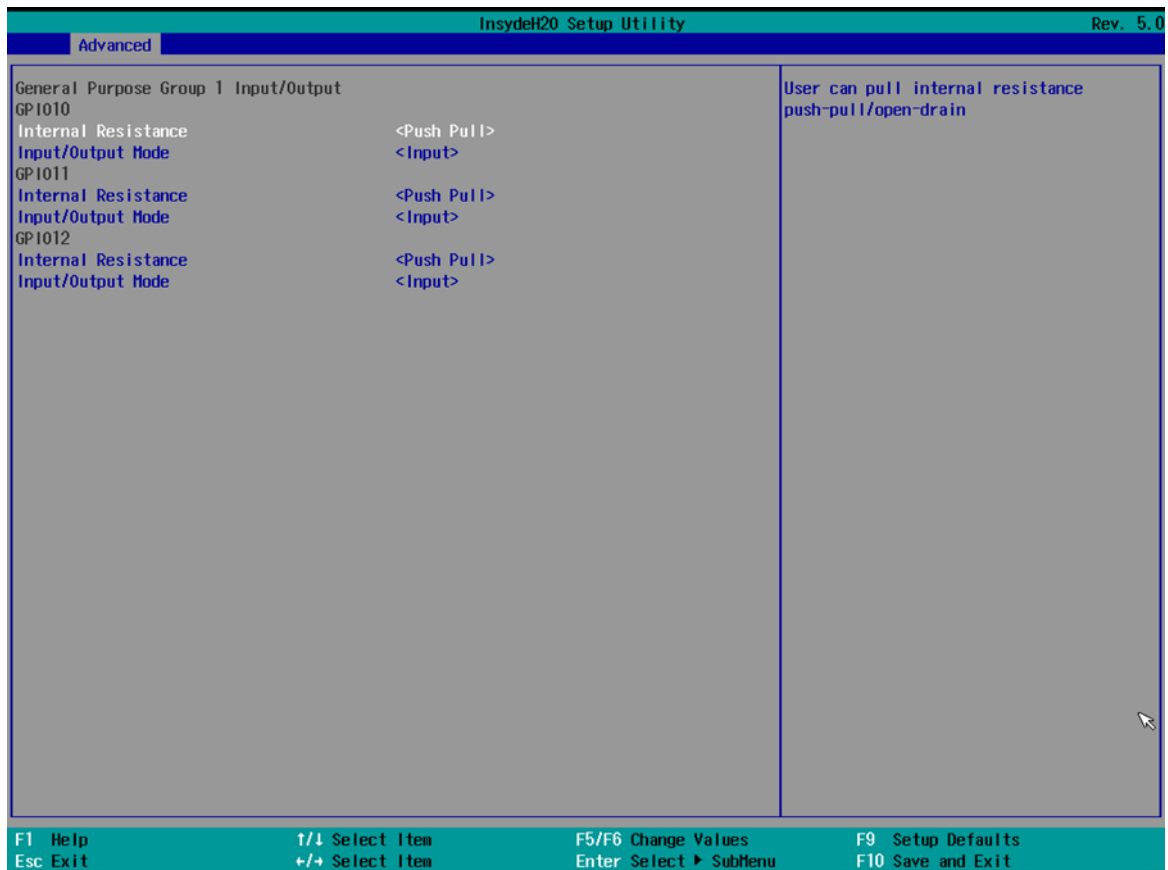 InsydeH20 Setup Utility Rev. 5.0
Advanced
General Purpose Group 1 Input/Output
GPIO10
Internal Resistance <Push Pull>
Input/Output Mode <Input>
GPIO11
Internal Resistance <Push Pull>
Input/Output Mode <Input>
GPIO12
Internal Resistance <Push Pull>
Input/Output Mode <Input>
User can pull internal resistance
push-pull/open-drain
F1 Help ↑/↓ Select Item F5/F6 Change Values F9 Setup Defaults
Esc Exit ←/→ Select Item Enter Select ▶ SubMenu F10 Save and Exit